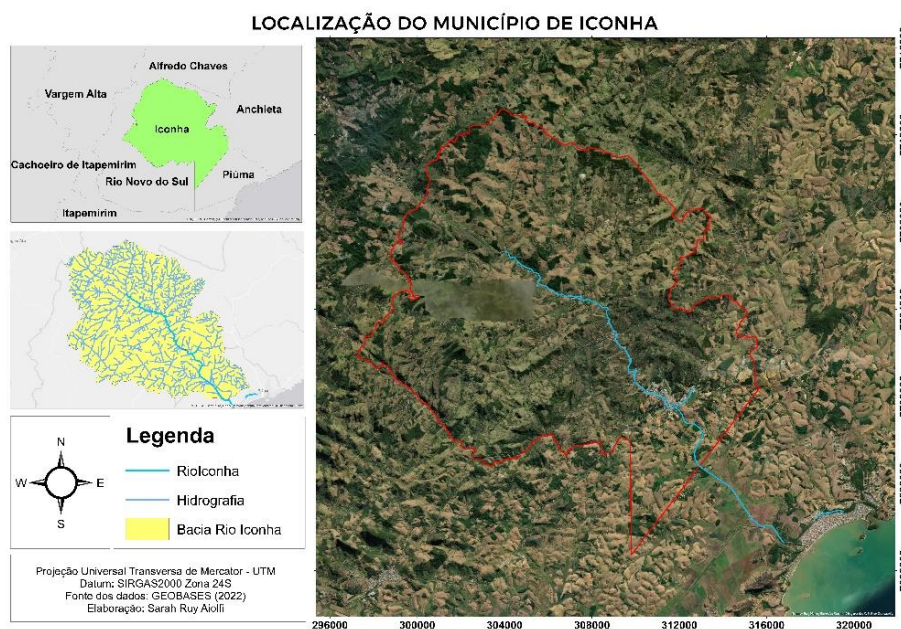 LOCALIZAÇÃO DO MUNICÍPIO DE ICONHA
Alfredo Chaves
Vargem Alta
Anchieta
Iconha
Cachoeiro de Itapemirim
Piúma
Rio Novo do Sul
Itapemirim
Legenda
N
W
E
S
RioIconha
Hidrografia
Bacia Rio Iconha
Projeção Universal Transversa de Mercator - UTM
Datum: SIRGAS2000 Zona 24S
Fonte dos dados: GEOBASES (2022)
Elaboração: Sarah Ruy Aiolfi
296000 300000 304000 308000 312000 316000 320000